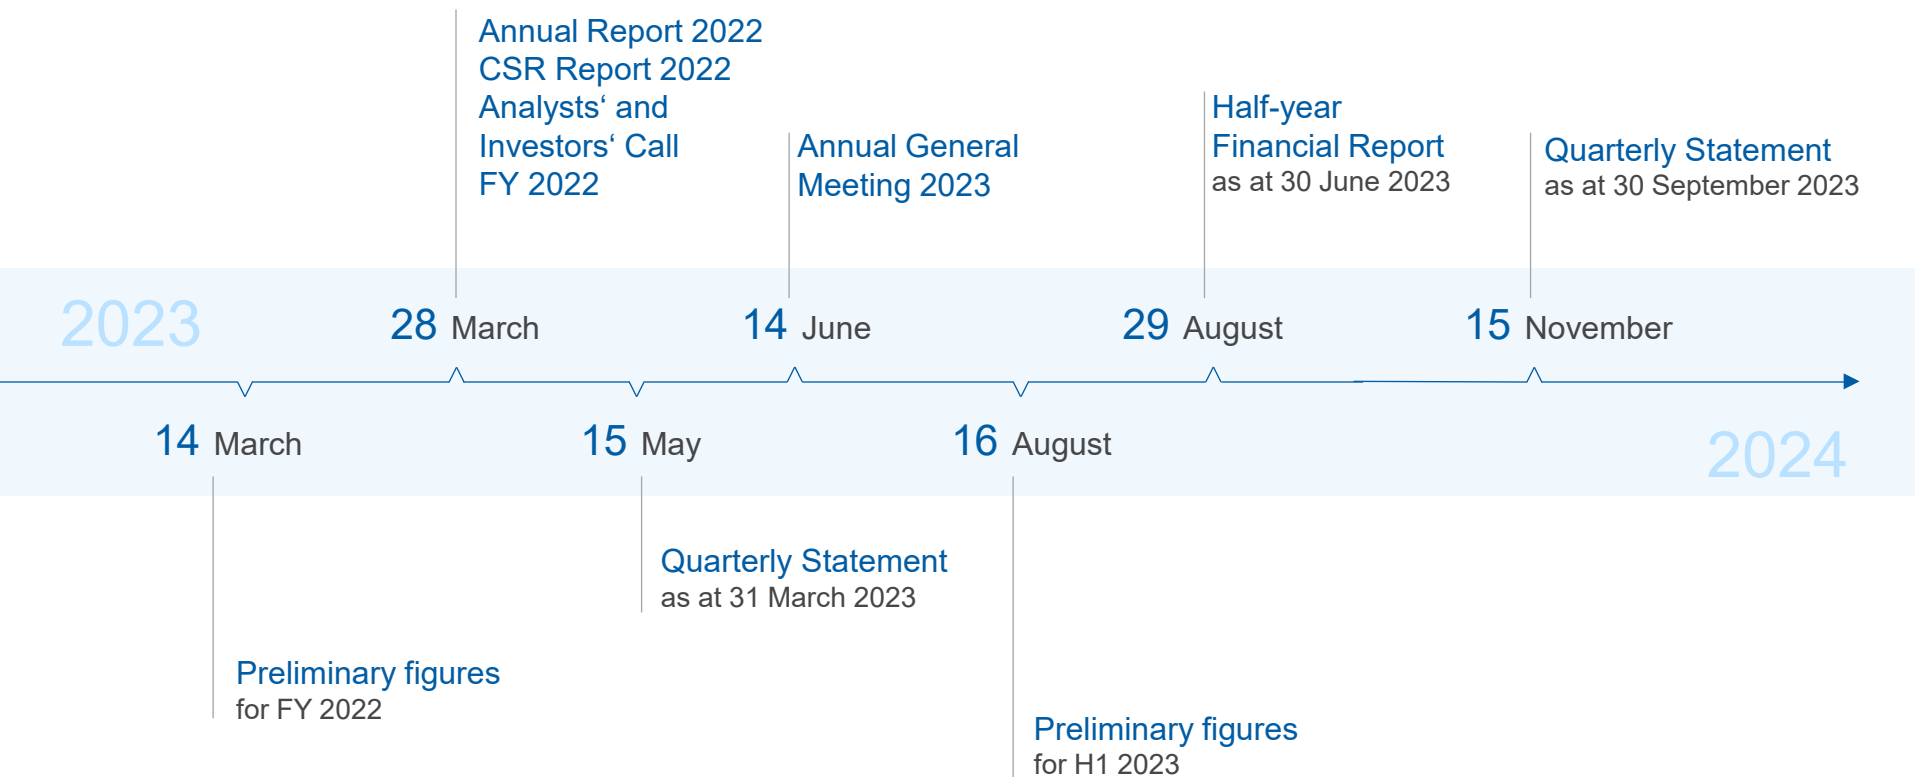 Annual Report 2022
CSR Report 2022
Analysts‘ and
Investors‘ Call
FY 2022
Annual General
Meeting 2023
Half-year
Financial Report
as at 30 June 2023
Quarterly Statement
as at 30 September 2023
2023
28 March
14 June
29 August
15 November
14 March
15 May
16 August
2024
Quarterly Statement
as at 31 March 2023
Preliminary figures
for FY 2022
Preliminary figures
for H1 2023